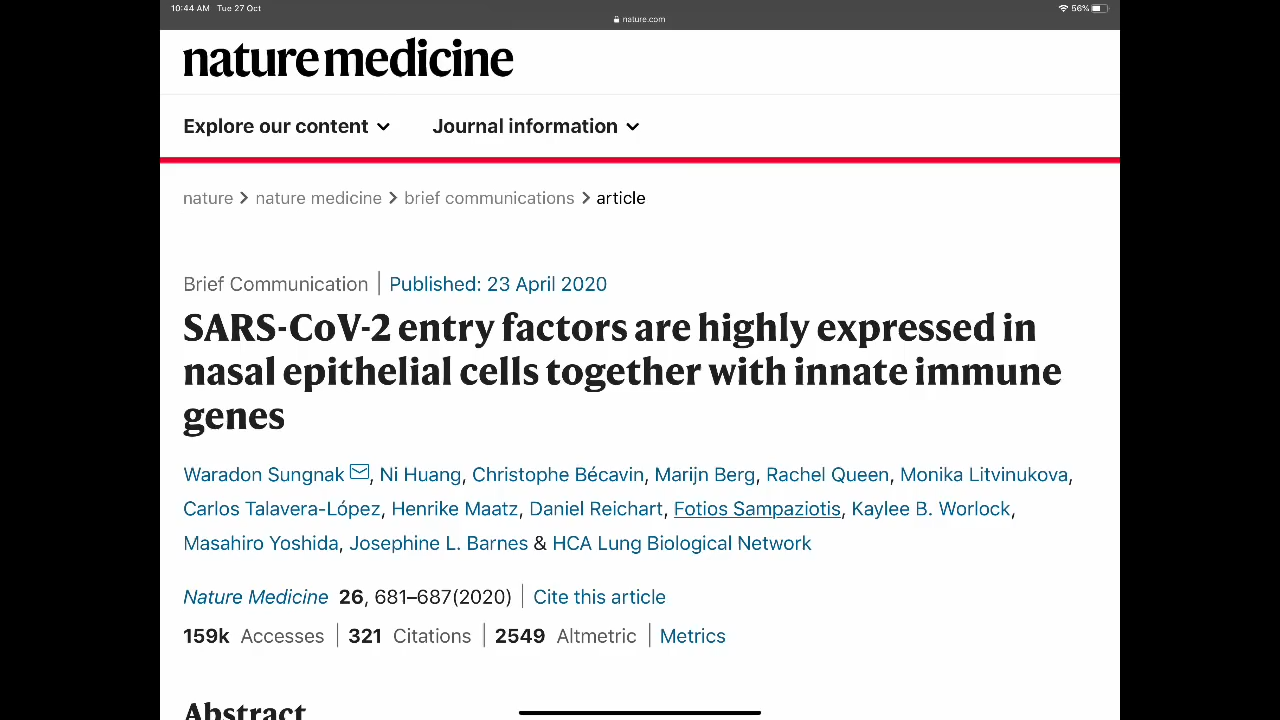 10:44 AM Tue 27 Oct
56%
nature.com
nature medicine
Explore our content Journal information
nature > nature medicine > brief communications > article
Brief Communication | Published: 23 April 2020
SARS-CoV-2 entry factors are highly expressed in
nasal epithelial cells together with innate immune
genes
Waradon Sungnak, Ni Huang, Christophe Bécavin, Marijn Berg, Rachel Queen, Monika Litvinukova,
Carlos Talavera-López, Henrike Maatz, Daniel Reichart, Fotios Sampaziotis, Kaylee B. Worlock,
Masahiro Yoshida, Josephine L. Barnes & HCA Lung Biological Network
Nature Medicine 26, 681–687(2020) | Cite this article
159k Accesses | 321 Citations | 2549 Altmetric | Metrics
Abstract